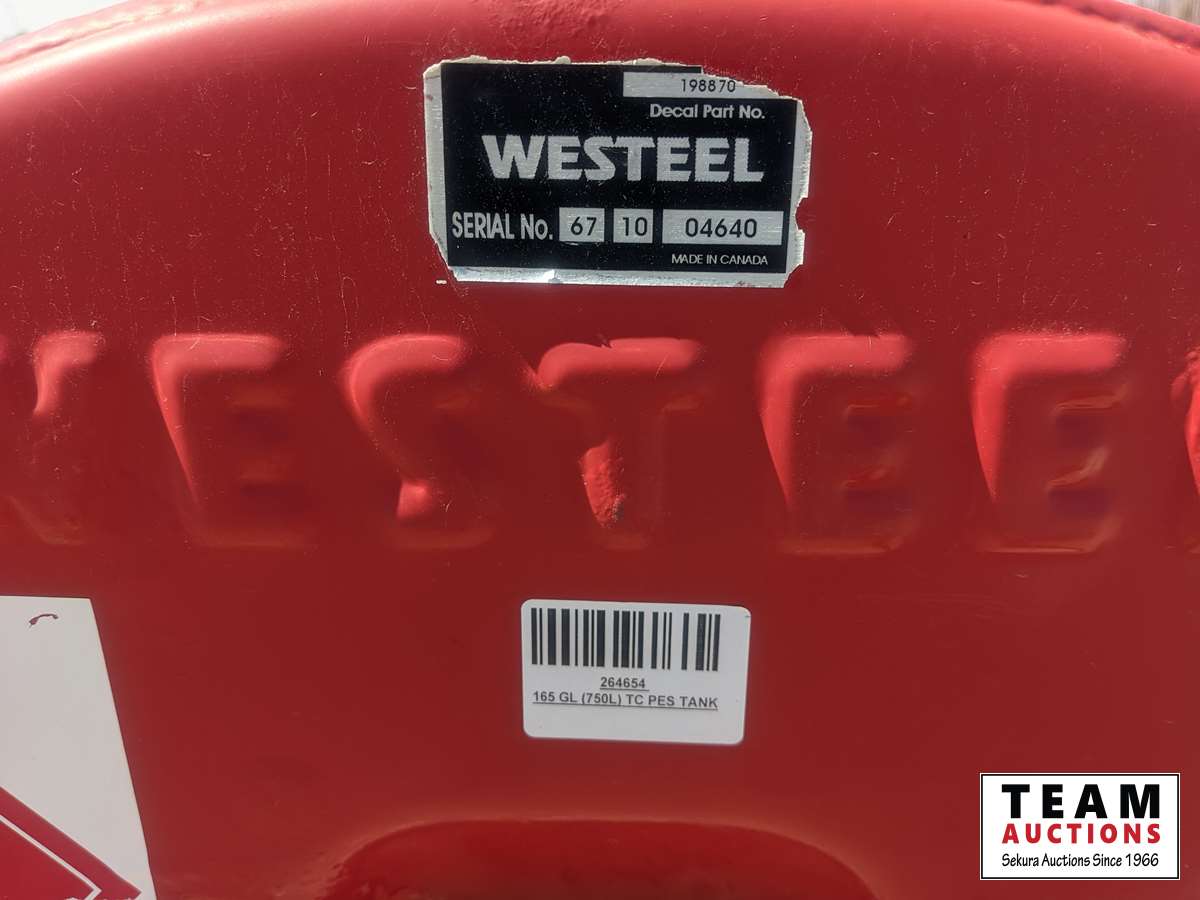 198870
Decal Part No.
WESTEEL
SERIAL No. 67 10 04640
MADE IN CANADA
WESTEEL
264654
165 GL (750L) TC PES TANK
TEAM
AUCTIONS
Sekura Auctions Since 1966